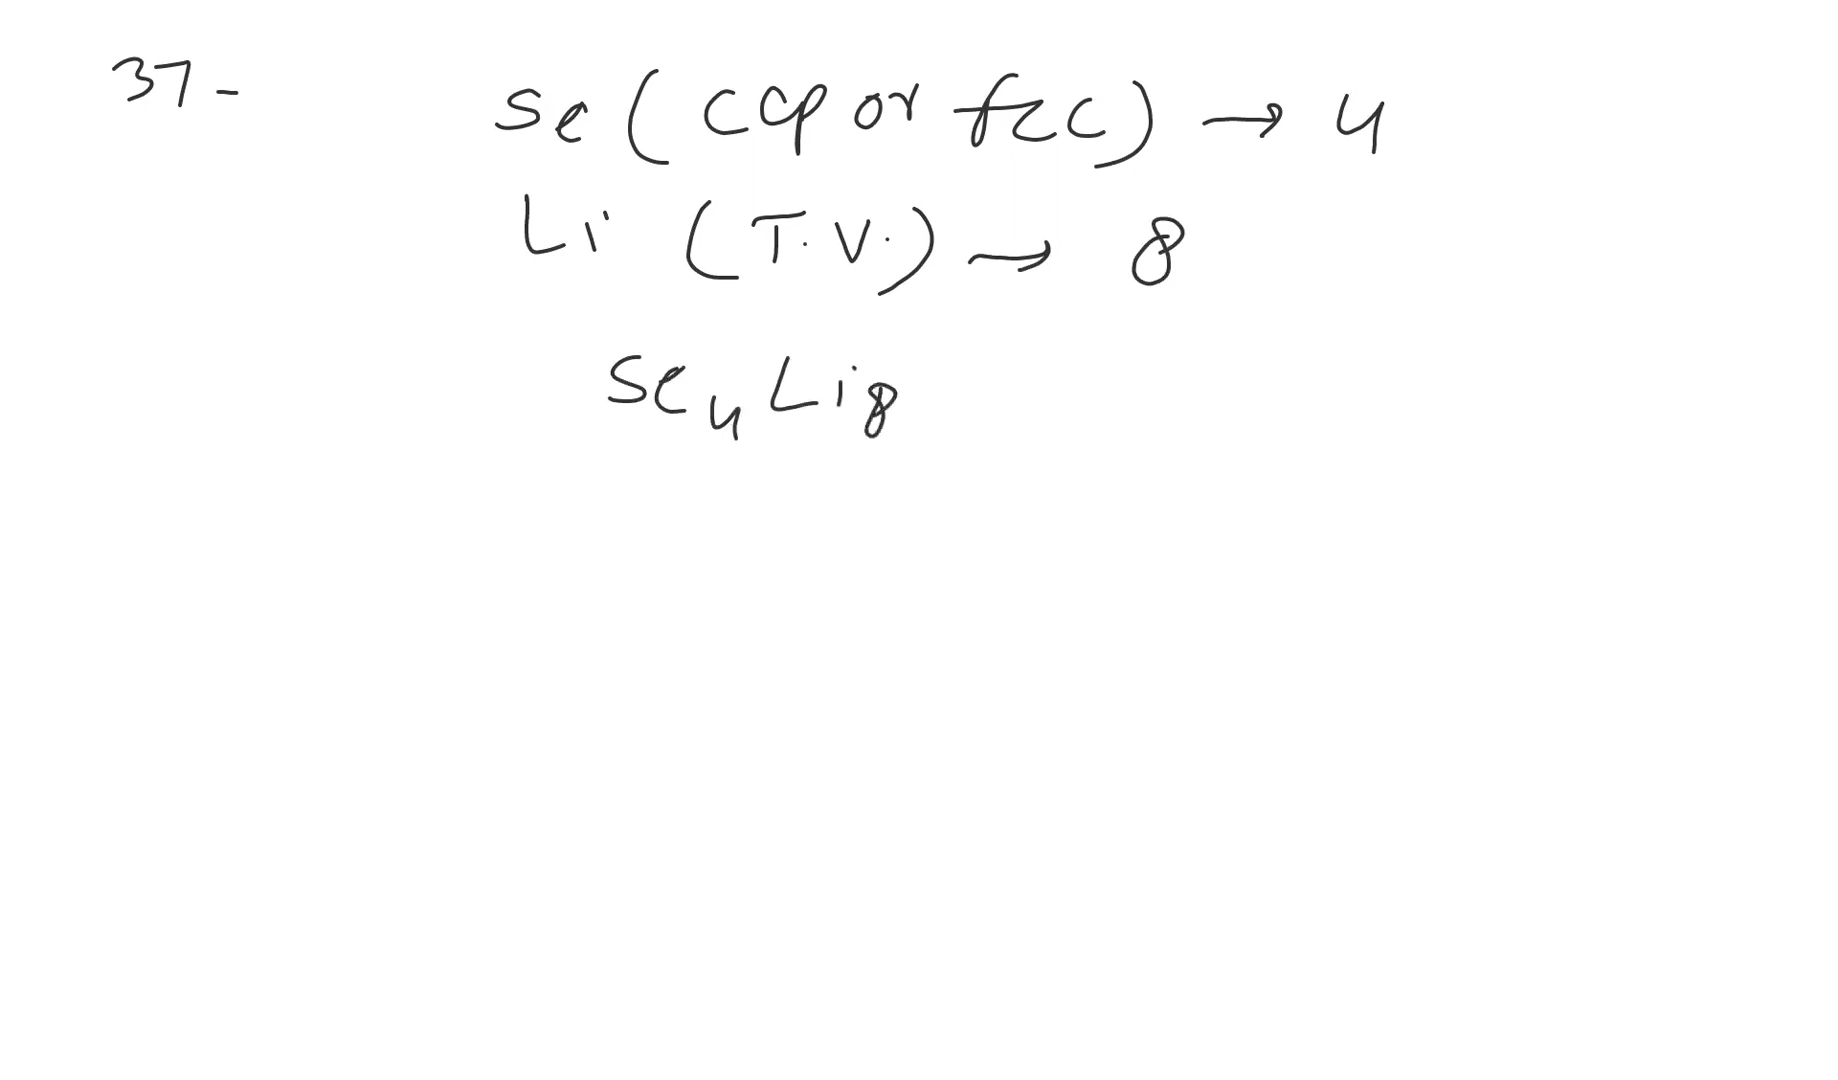 37- Se (ccp or fcc) → 4
Li (T.V.) → 8
Se4Li8